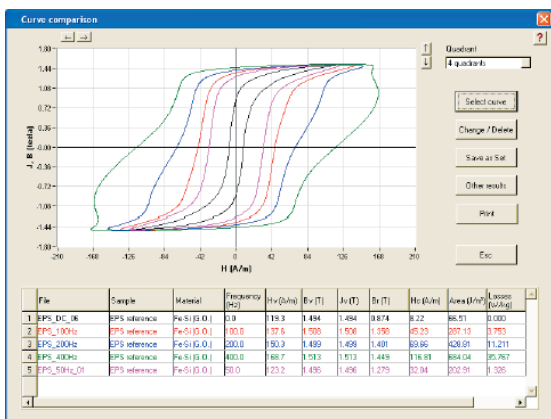 Curve comparison
?
Quadrant
4 quadrants
Select curve
Change / Delete
Save as Set
Other results
Print
Esc
J, B [tesla]
1.80
1.44
1.08
0.72
0.36
-0.00
-0.36
-0.72
-1.08
-1.44
-1.80
-210 -168 -126 -84 -42 0 42 84 126 168 210
H [A/m]
File Sample Material Frequency (Hz) Hv (A/m) Bv (T) Jv (T) Br (T) Hc (A/m) Area (J/m³) Losses (W/kg)
1 EPS_DC_06 EPS reference Fe-Si (G.O.) 0.0 119.3 1.494 1.494 0.874 8.22 66.51 0.000
2 EPS_100Hz EPS reference Fe-Si (G.O.) 100.0 137.6 1.508 1.508 1.358 45.23 287.13 3.753
3 EPS_200Hz EPS reference Fe-Si (G.O.) 200.0 150.9 1.499 1.499 1.401 69.66 428.81 11.211
4 EPS_400Hz EPS reference Fe-Si (G.O.) 400.0 168.7 1.513 1.513 1.449 116.81 684.04 35.767
5 EPS_50Hz_01 EPS reference Fe-Si (G.O.) 50.0 123.2 1.496 1.496 1.279 32.04 202.91 1.326